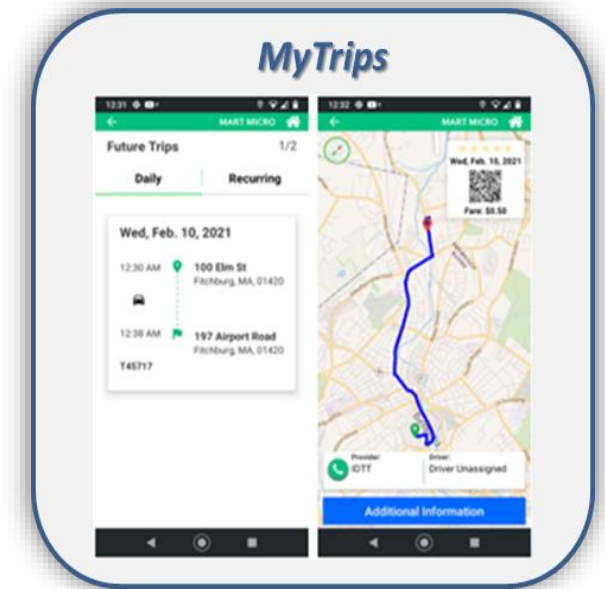 MyTrips
12:31
MART MICRO
Future Trips 1/2
Daily Recurring
Wed, Feb. 10, 2021
12:30 AM 100 Elm St
Fitchburg, MA, 01420
12:38 AM 197 Airport Road
Fitchburg, MA, 01420
T45717
12:32
MART MICRO
Wed, Feb. 10, 2021
Fare: $0.50
Provider: Driver:
IDTT Driver Unassigned
Additional Information